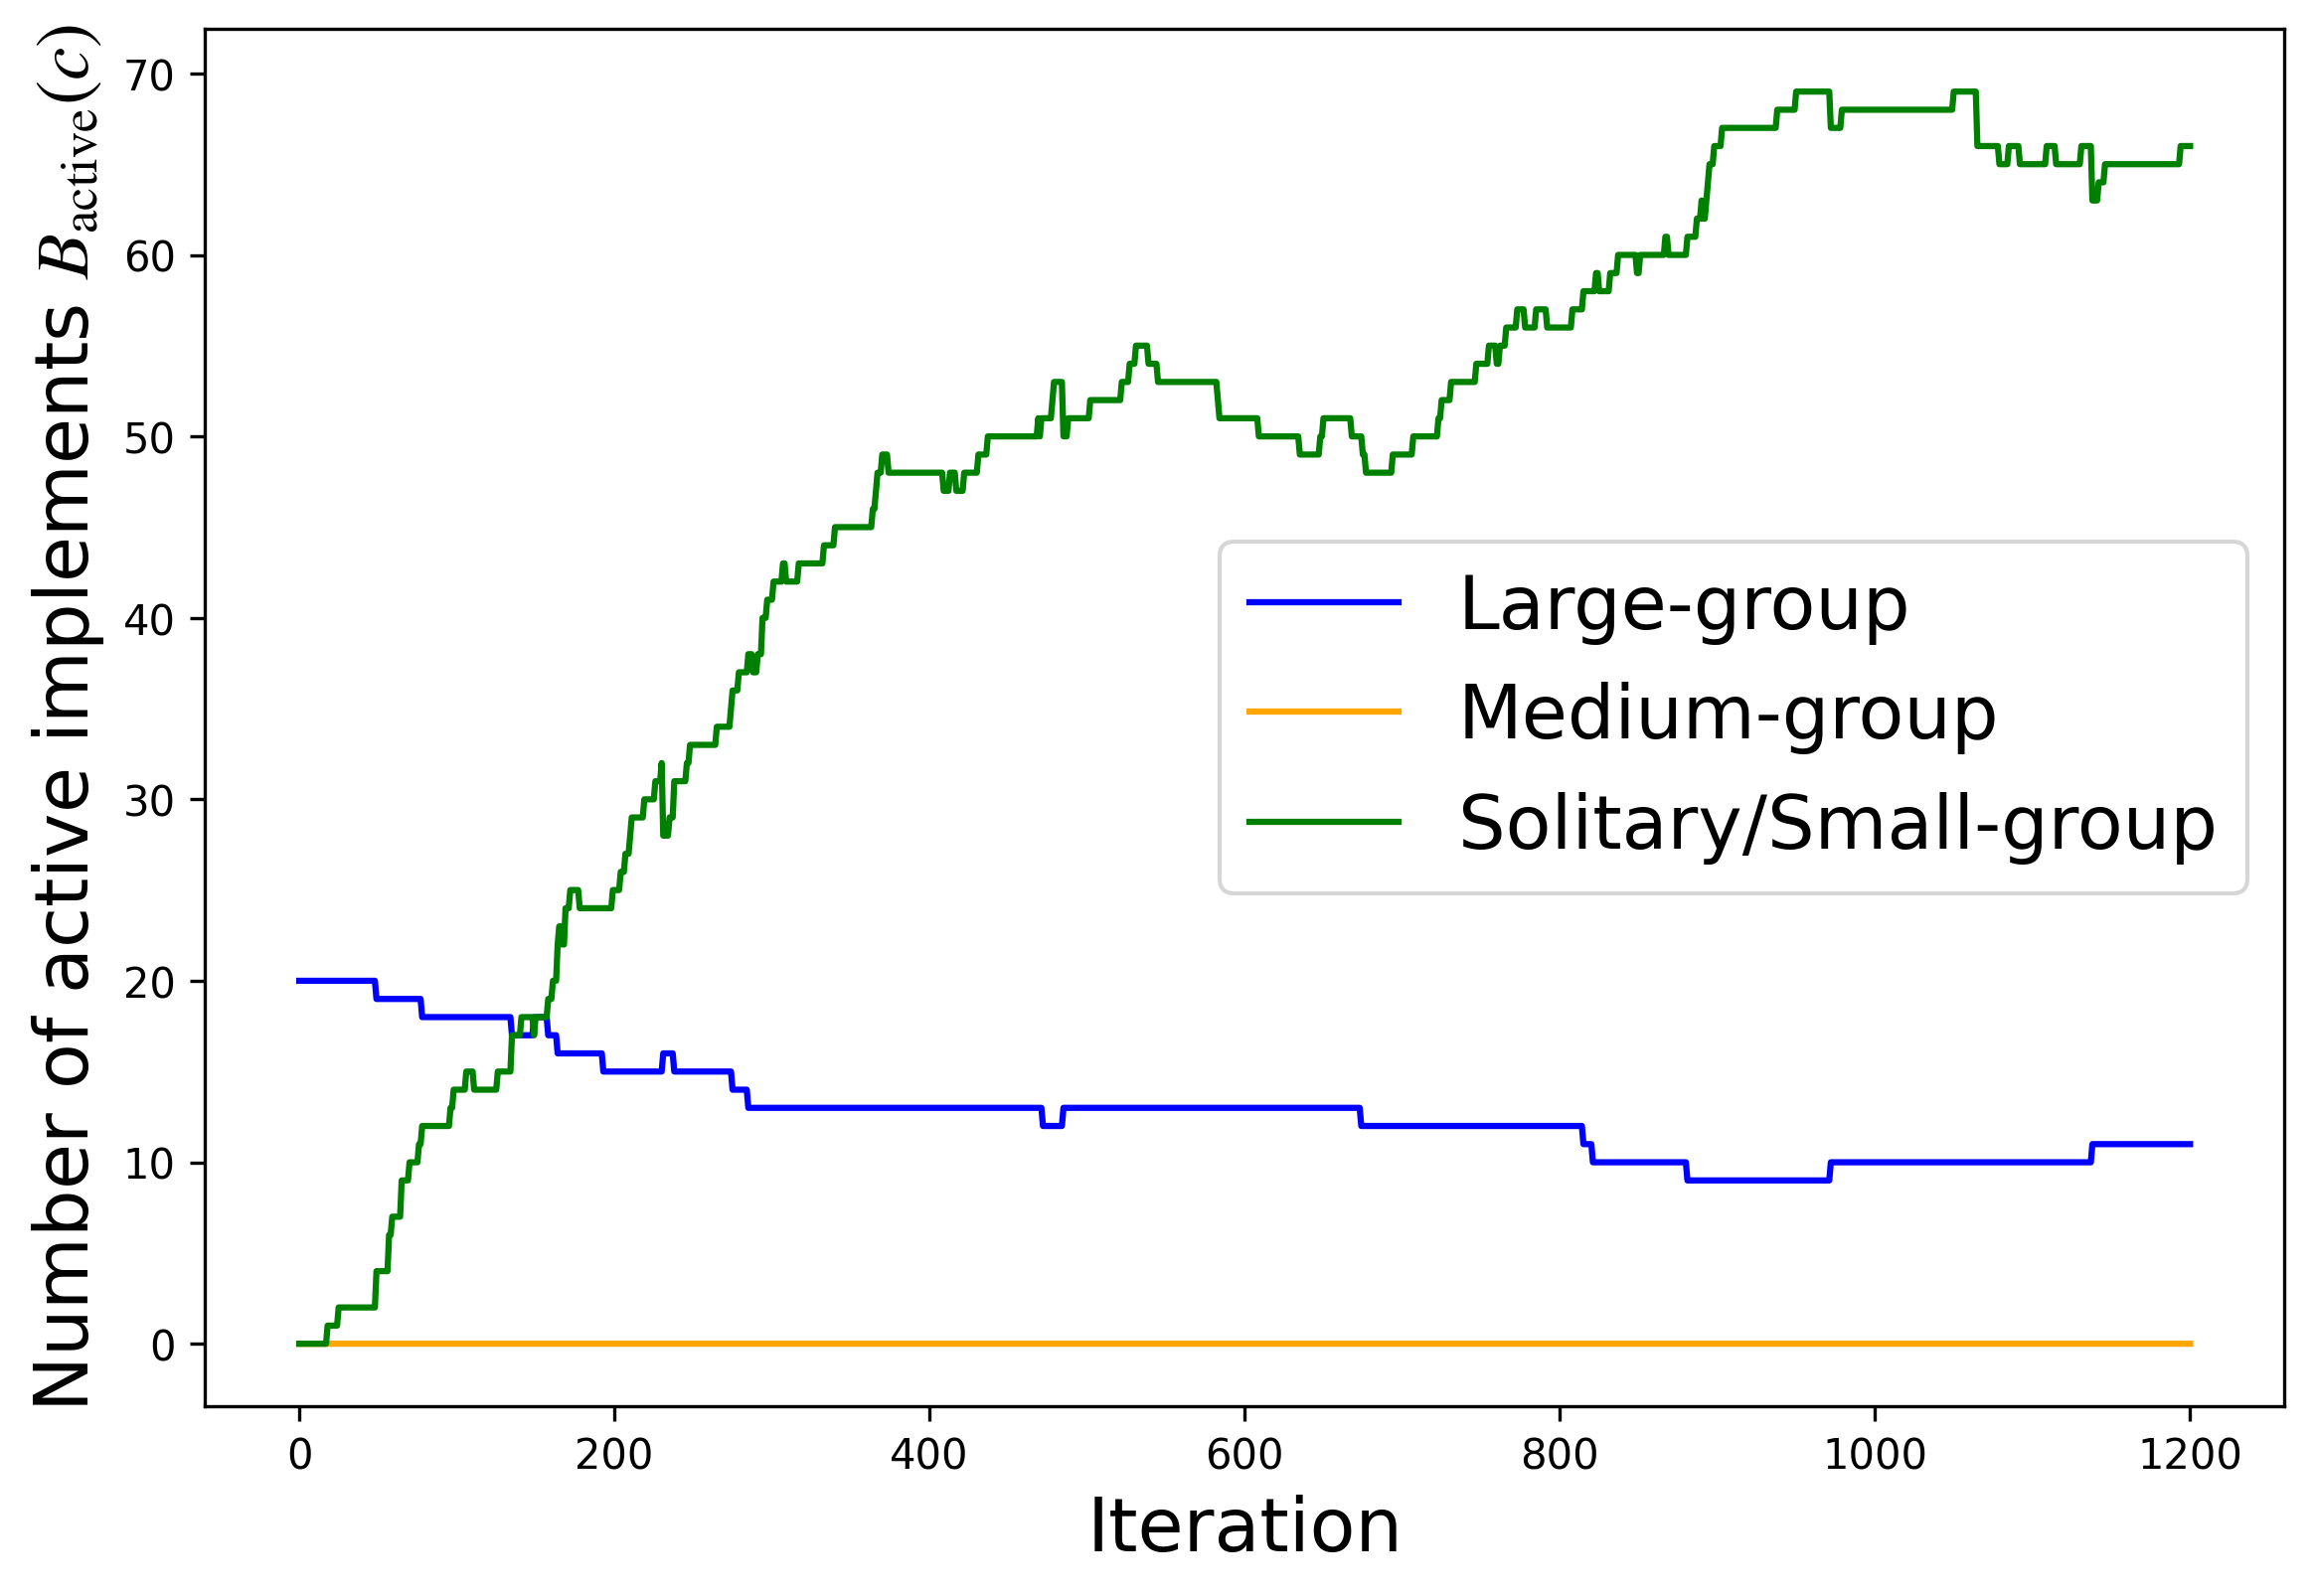 Number of active implements B_active(c)
70
60
50
40
30
20
10
0
Large-group
Medium-group
Solitary/Small-group
0 200 400 600 800 1000 1200
Iteration